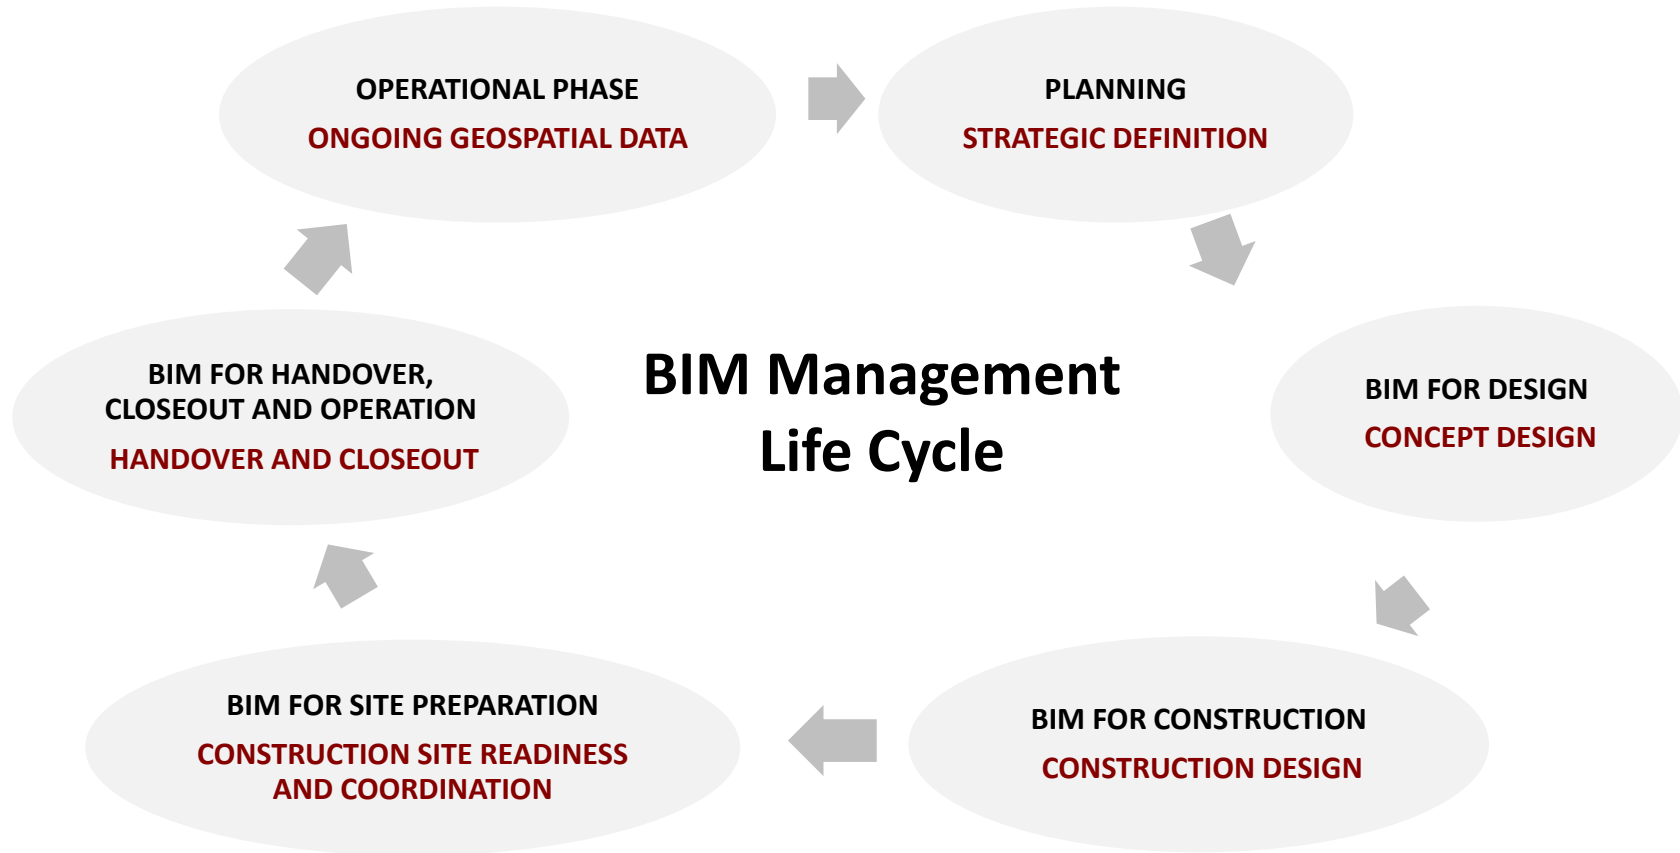 OPERATIONAL PHASE
ONGOING GEOSPATIAL DATA
PLANNING
STRATEGIC DEFINITION
BIM FOR HANDOVER,
CLOSEOUT AND OPERATION
HANDOVER AND CLOSEOUT
BIM Management
Life Cycle
BIM FOR DESIGN
CONCEPT DESIGN
BIM FOR SITE PREPARATION
CONSTRUCTION SITE READINESS
AND COORDINATION
BIM FOR CONSTRUCTION
CONSTRUCTION DESIGN